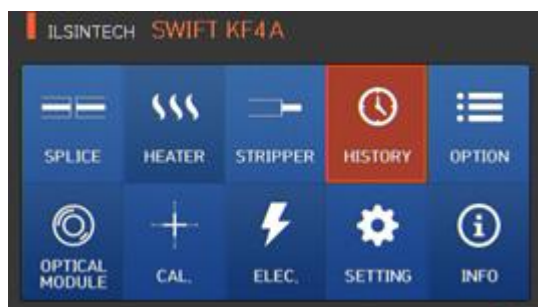 ILSINTECH SWIFT KF4A
SPLICE HEATER STRIPPER HISTORY OPTION
OPTICAL
MODULE CAL. ELEC. SETTING INFO